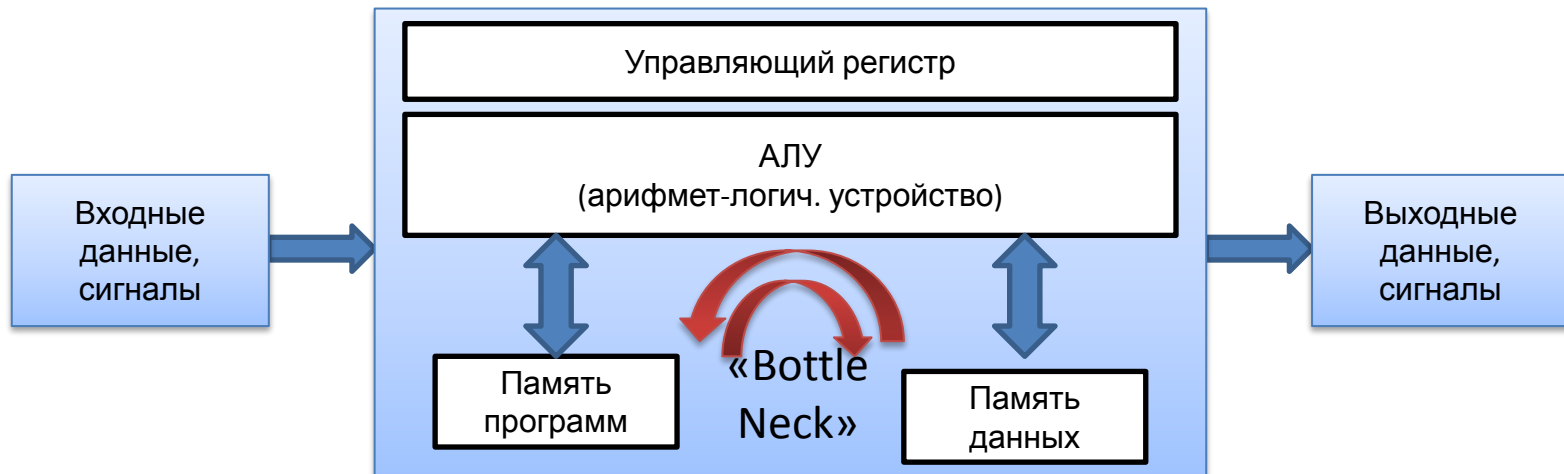 Управляющий регистр
АЛУ
(арифмет-логич. устройство)
Входные
данные,
сигналы
Выходные
данные,
сигналы
Память
программ
«Bottle
Neck»
Память
данных